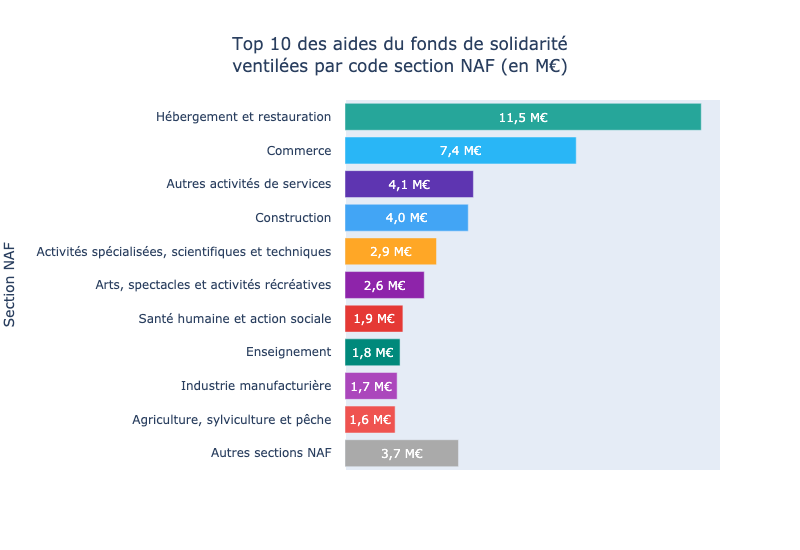 Top 10 des aides du fonds de solidarité
ventilées par code section NAF (en M€)
Section NAF
Hébergement et restauration 11,5 M€
Commerce 7,4 M€
Autres activités de services 4,1 M€
Construction 4,0 M€
Activités spécialisées, scientifiques et techniques 2,9 M€
Arts, spectacles et activités récréatives 2,6 M€
Santé humaine et action sociale 1,9 M€
Enseignement 1,8 M€
Industrie manufacturière 1,7 M€
Agriculture, sylviculture et pêche 1,6 M€
Autres sections NAF 3,7 M€